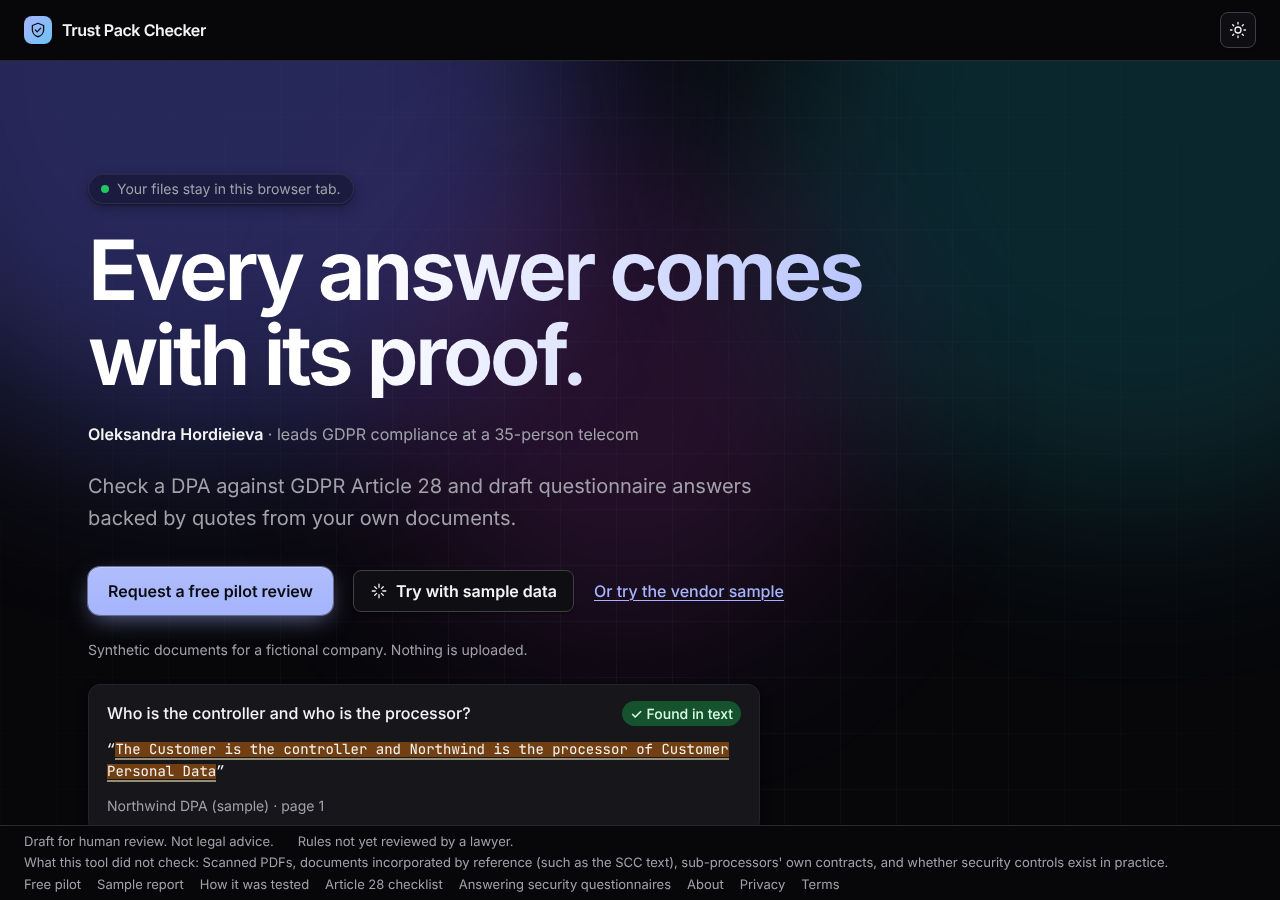 Trust Pack Checker
Your files stay in this browser tab.
Every answer comes
with its proof.
Oleksandra Hordieieva · leads GDPR compliance at a 35-person telecom
Check a DPA against GDPR Article 28 and draft questionnaire answers
backed by quotes from your own documents.
Request a free pilot review
Try with sample data
Or try the vendor sample
Synthetic documents for a fictional company. Nothing is uploaded.
Who is the controller and who is the processor?
Found in text
“The Customer is the controller and Northwind is the processor of Customer
Personal Data”
Northwind DPA (sample) · page 1
Draft for human review. Not legal advice. Rules not yet reviewed by a lawyer.
What this tool did not check: Scanned PDFs, documents incorporated by reference (such as the SCC text), sub-processors' own contracts, and whether security controls exist in practice.
Free pilot Sample report How it was tested Article 28 checklist Answering security questionnaires About Privacy Terms